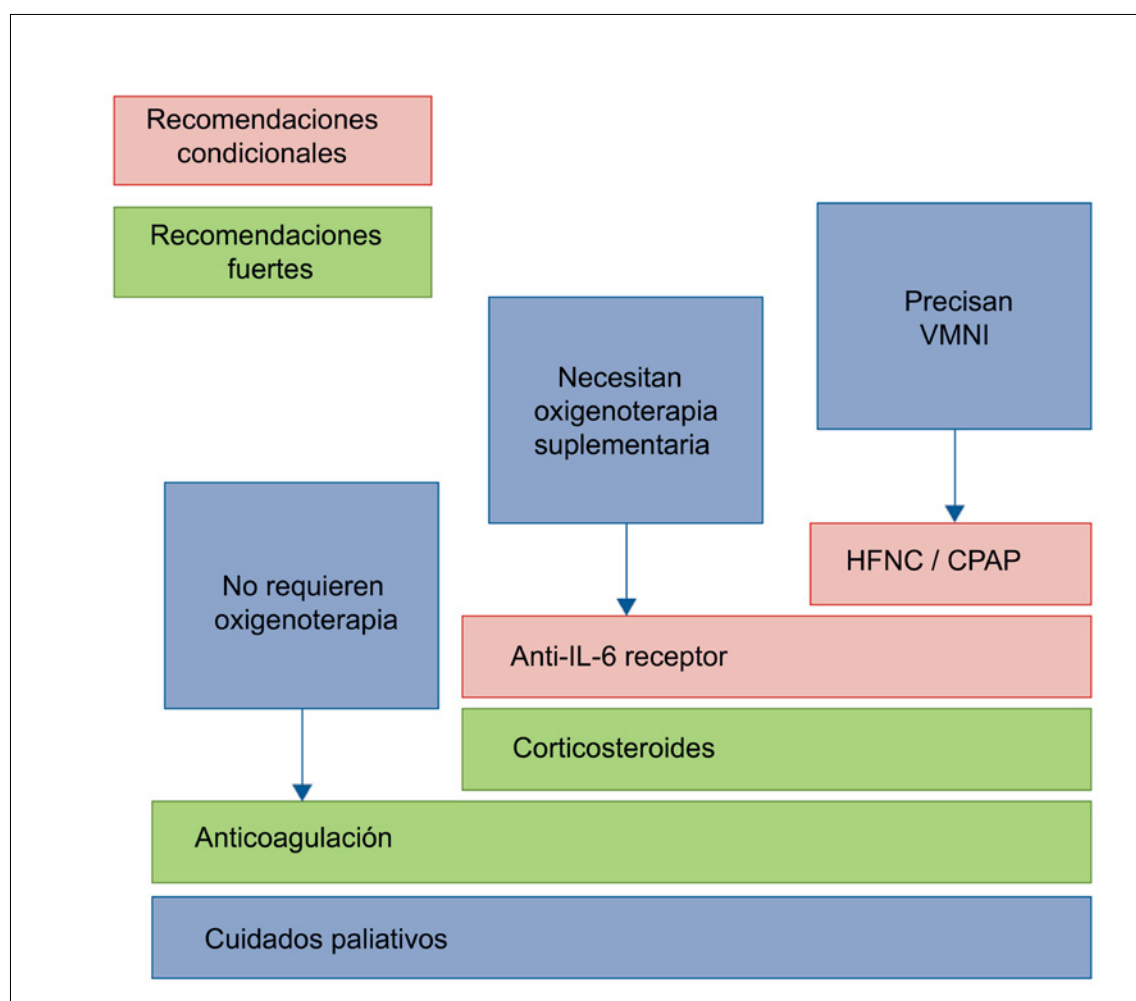 Recomendaciones
condicionales
Recomendaciones
fuertes
Precisan
VMNI
Necesitan
oxigenoterapia
suplementaria
No requieren
oxigenoterapia
HFNC / CPAP
Anti-IL-6 receptor
Corticosteroides
Anticoagulación
Cuidados paliativos